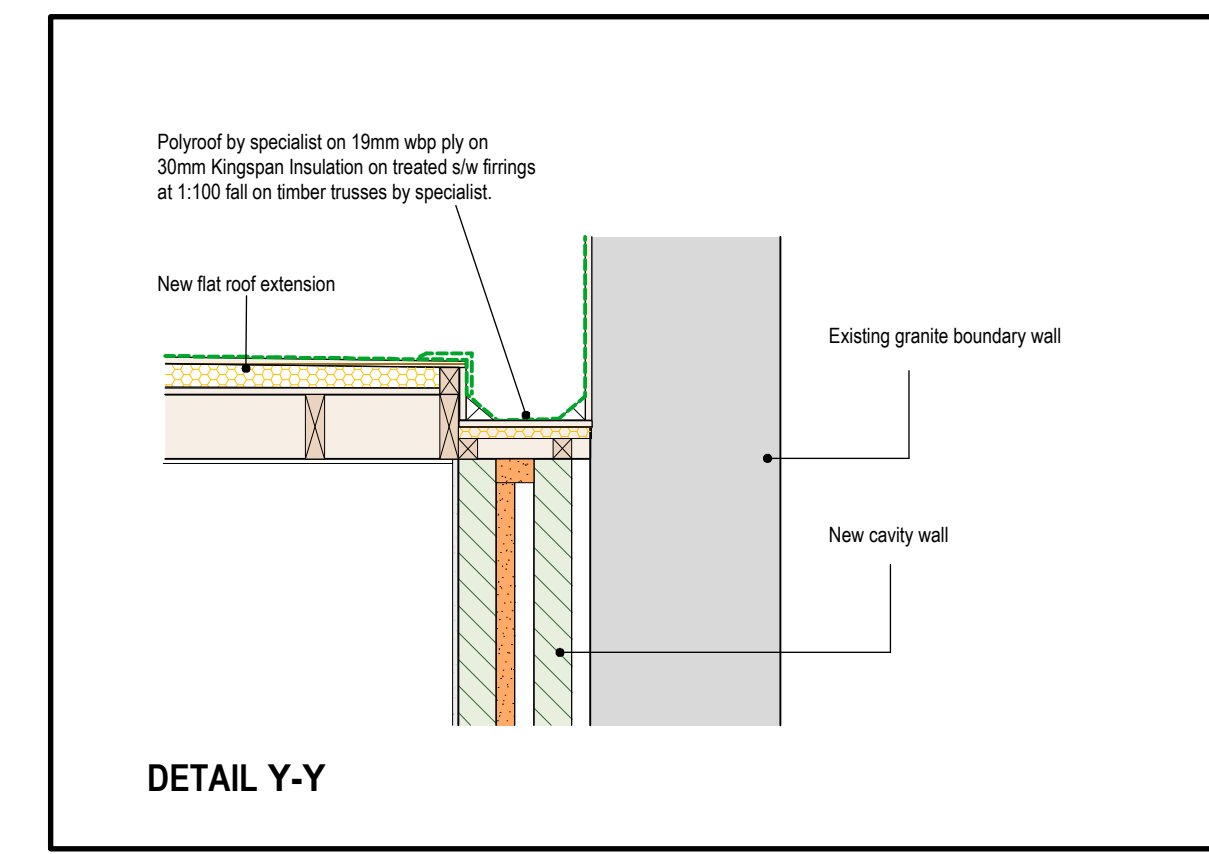 Polyroof by specialist on 19mm wbp ply on
30mm Kingspan Insulation on treated s/w firrings
at 1:100 fall on timber trusses by specialist.
New flat roof extension
Existing granite boundary wall
New cavity wall
DETAIL Y-Y